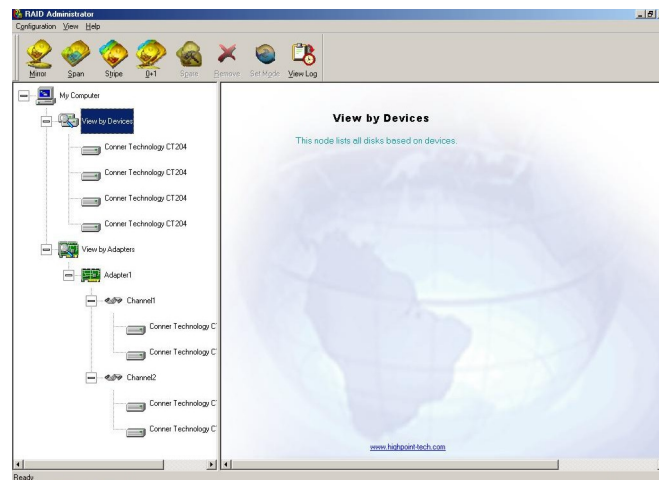 RAID Administrator
Configuration View Help
Mirror Span Stripe 0+1 Spare Remove Set Mode View Log
My Computer
View by Devices
Conner Technology CT204
Conner Technology CT204
Conner Technology CT204
Conner Technology CT204
View by Adapters
Adapter1
Channel1
Conner Technology C
Conner Technology C
Channel2
Conner Technology C
Conner Technology C
View by Devices
This node lists all disks based on devices.
www.highpoint-tech.com
Ready